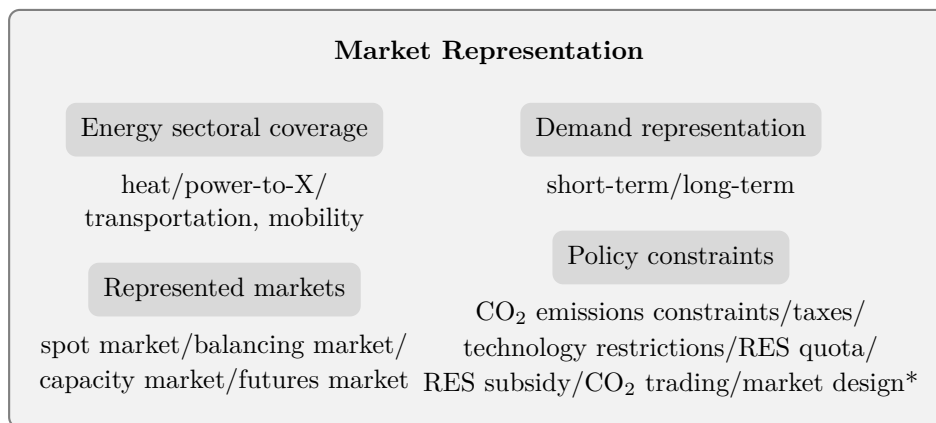 Market Representation
Energy sectoral coverage
heat/power-to-X/
transportation, mobility
Represented markets
spot market/balancing market/
capacity market/futures market
Demand representation
short-term/long-term
Policy constraints
CO₂ emissions constraints/taxes/
technology restrictions/RES quota/
RES subsidy/CO₂ trading/market design*